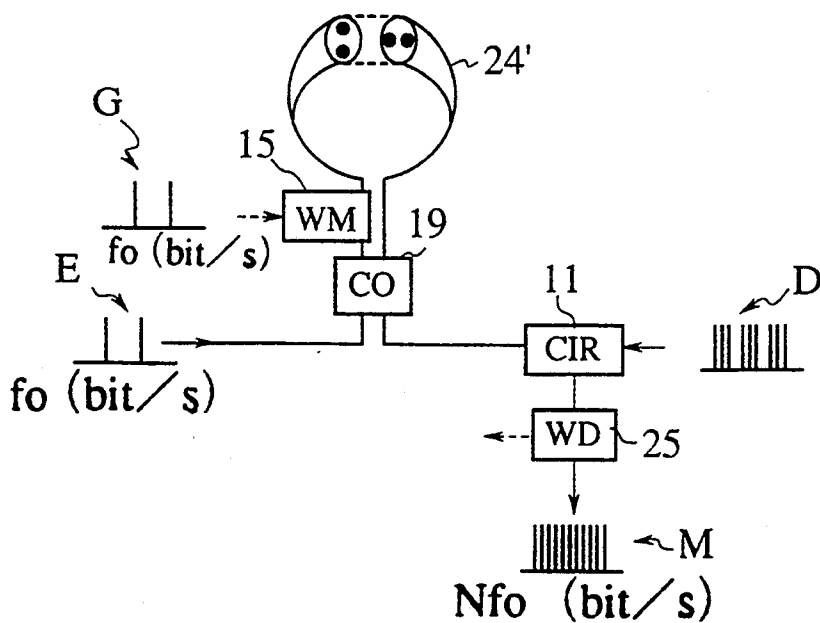 24'
G
15
WM
fo (bit/s)
19
E
CO
11
D
CIR
fo (bit/s)
WD
25
M
Nfo (bit/s)